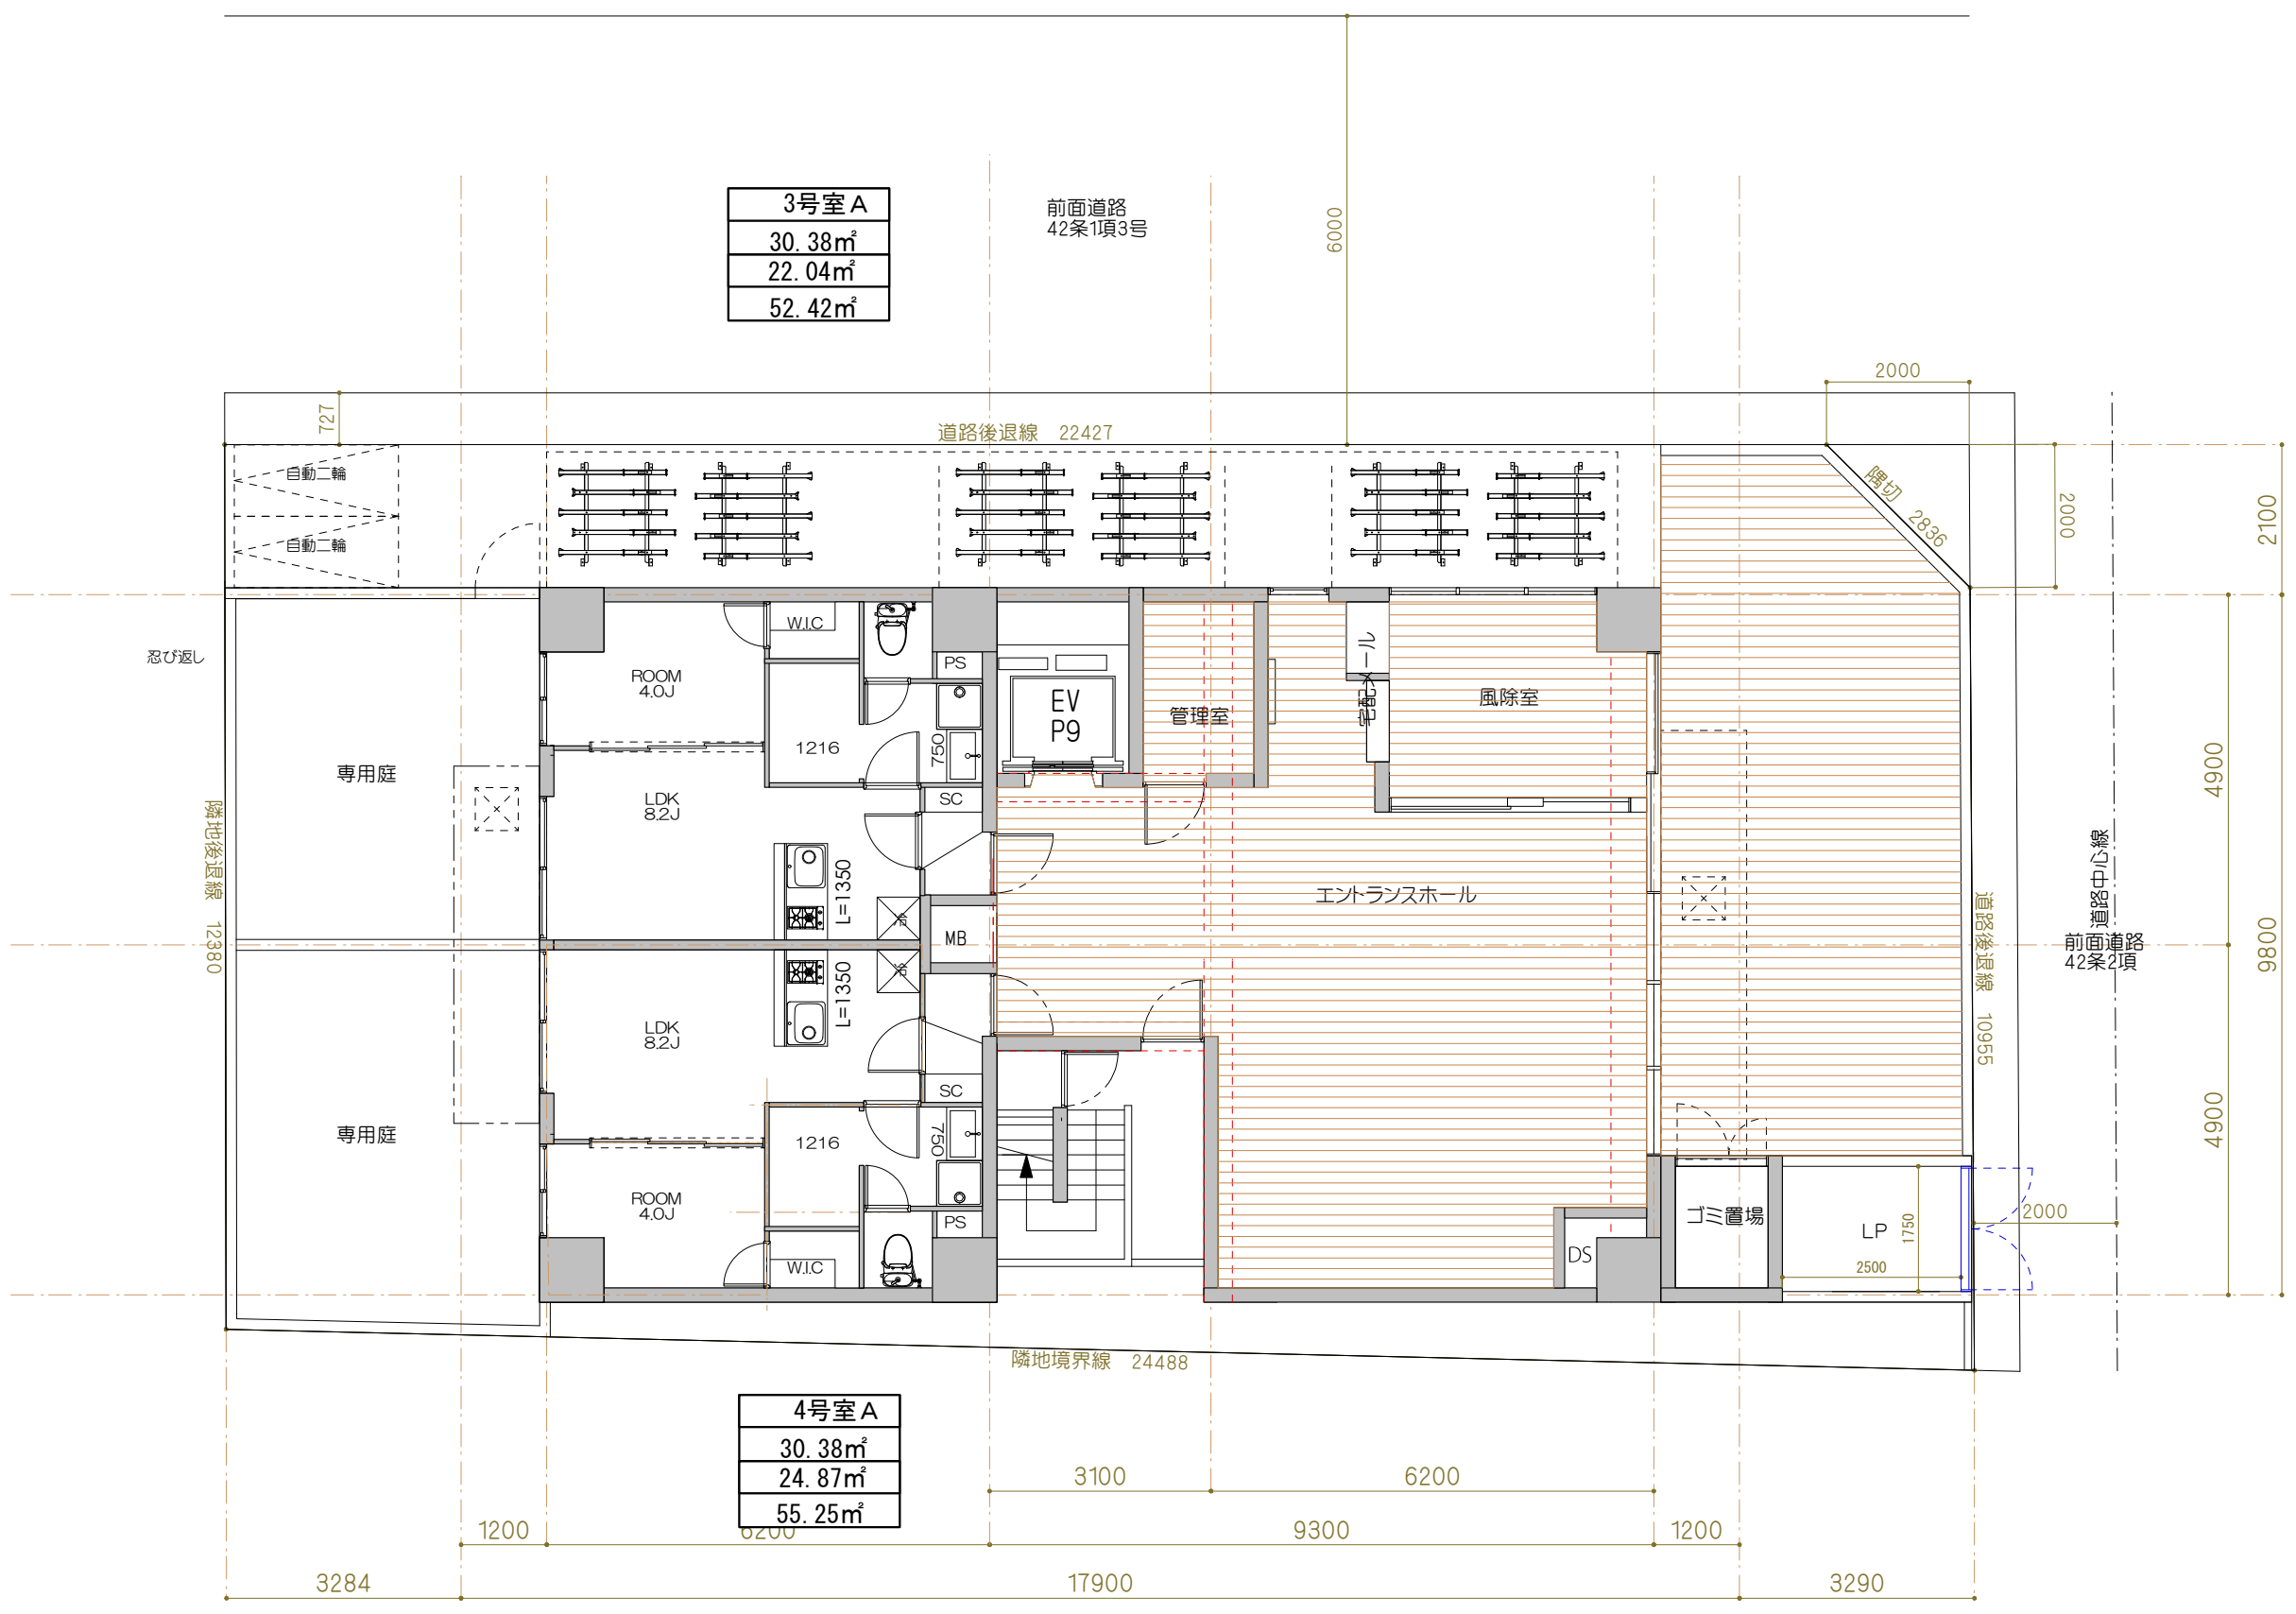 3号室A
30.38㎡
22.04㎡
52.42㎡
前面道路
42条1項3号
6000
2000
727
道路後退線 22427
自動二輪
自動二輪
隅切
2836
2000
2100
忍び返し
W.I.C
PS
ROOM
4.0J
EV
P9
管理室
宅配メール
風除室
1216
750
専用庭
LDK
8.2J
SC
4900
隣地後退線 12380
L=1350
冷
エントランスホール
道路中心線
MB
前面道路
42条2項
9800
道路後退線 10955
L=1350
冷
LDK
8.2J
SC
専用庭
1216
750
4900
ROOM
4.0J
PS
W.I.C
DS
ゴミ置場
LP
1750
2500
2000
隣地境界線 24488
4号室A
30.38㎡
24.87㎡
55.25㎡
3100
6200
1200
6200
9300
1200
3284
17900
3290